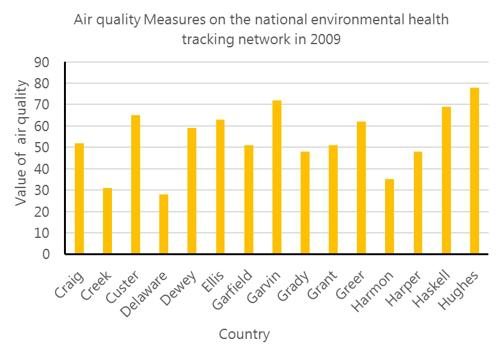 Air quality Measures on the national environmental health
tracking network in 2009
Value of  air quality
90
80
70
60
50
40
30
20
10
0
Craig
Creek
Custer
Delaware
Dewey
Ellis
Garfield
Garvin
Grady
Grant
Greer
Harmon
Harper
Haskell
Hughes
Country